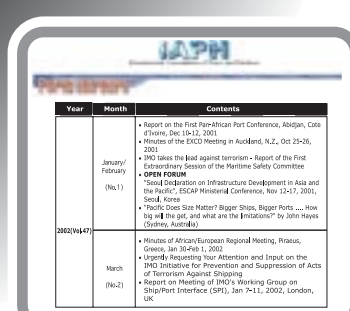 IAPH
Year Month Contents
2002(Vol.47)
January/
February
(No.1)
• Report on the First Pan-African Port Conference, Abidjan, Cote
d'Ivoire, Dec 10-12, 2001
• Minutes of the EXCO Meeting in Auckland, N.Z., Oct 25-26,
2001
• IMO takes the lead against terrorism - Report of the First
Extraordinary Session of the Maritime Safety Committee
• OPEN FORUM
"Seoul Declaration on Infrastructure Development in Asia and
the Pacific", ESCAP Ministerial Conference, Nov 12-17, 2001,
Seoul, Korea
• "Pacific Does Size Matter? Bigger Ships, Bigger Ports .... How
big will the get, and what are the limitations?" by John Hayes
(Sydney, Australia)
March
(No.2)
• Minutes of African/European Regional Meeting, Piraeus,
Greece, Jan 30-Feb 1, 2002
• Urgently Requesting Your Attention and Input on the
IMO Initiative for Prevention and Suppression of Acts
of Terrorism Against Shipping
• Report on Meeting of IMO's Working Group on
Ship/Port Interface (SPI), Jan 7-11, 2002, London,
UK